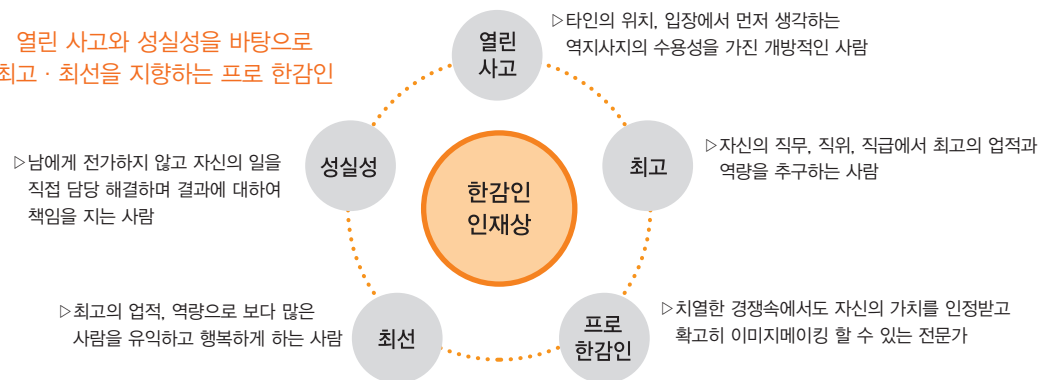 열린 사고와 성실성을 바탕으로
최고 · 최선을 지향하는 프로 한감인
열린
사고
▷타인의 위치, 입장에서 먼저 생각하는
역지사지의 수용성을 가진 개방적인 사람
성실성
▷남에게 전가하지 않고 자신의 일을
직접 담당 해결하며 결과에 대하여
책임을 지는 사람
한감인
인재상
최고
▷자신의 직무, 직위, 직급에서 최고의 업적과
역량을 추구하는 사람
▷최고의 업적, 역량으로 보다 많은
사람을 유익하고 행복하게 하는 사람
최선
프로
한감인
▷치열한 경쟁속에서도 자신의 가치를 인정받고
확고히 이미지메이킹 할 수 있는 전문가